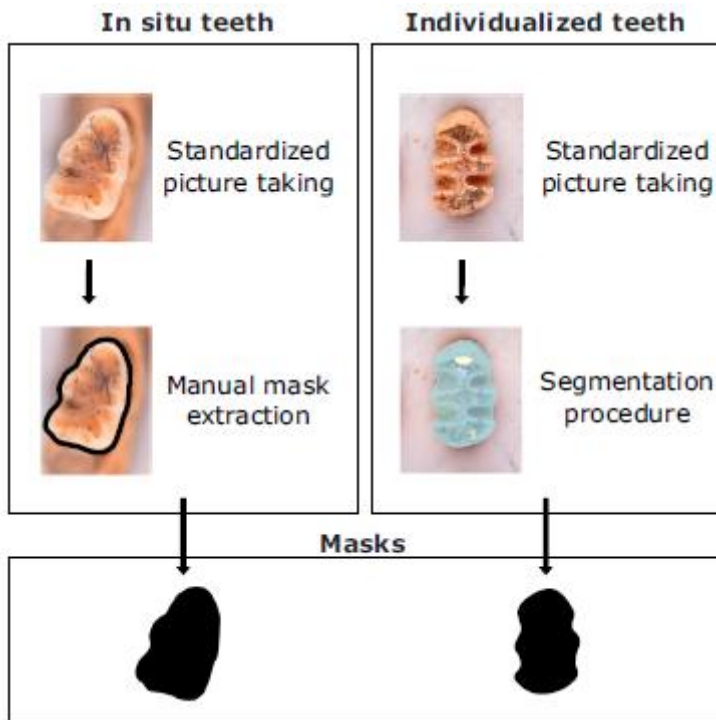 In situ teeth
Individualized teeth
Standardized
picture taking
Standardized
picture taking
Manual mask
extraction
Segmentation
procedure
Masks